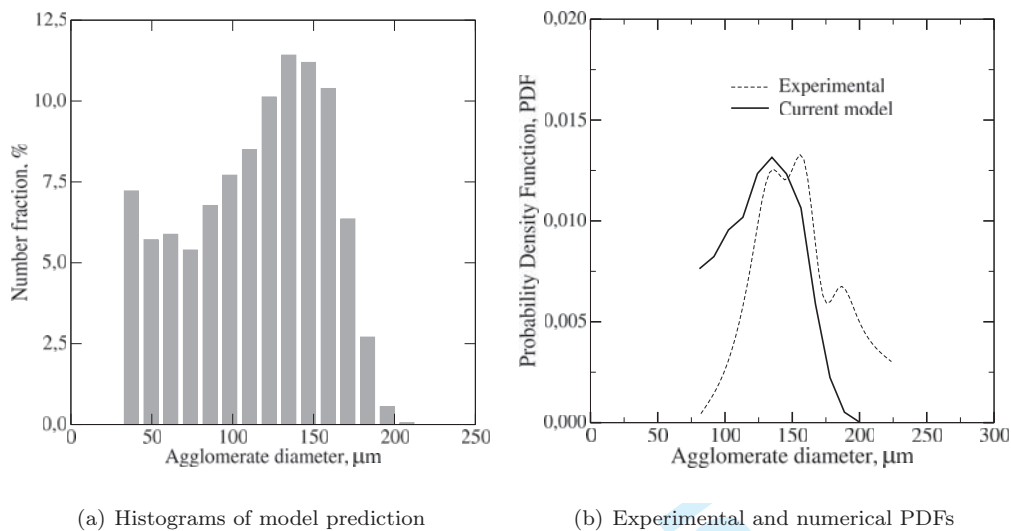 12,5
10,0
7,5
5,0
2,5
0,0
Number fraction, %
0 50 100 150 200 250
Agglomerate diameter, μm
(a) Histograms of model prediction
0,020
0,015
0,010
0,005
0,000
Probability Density Function, PDF
Experimental
Current model
0 50 100 150 200 250 300
Agglomerate diameter, μm
(b) Experimental and numerical PDFs